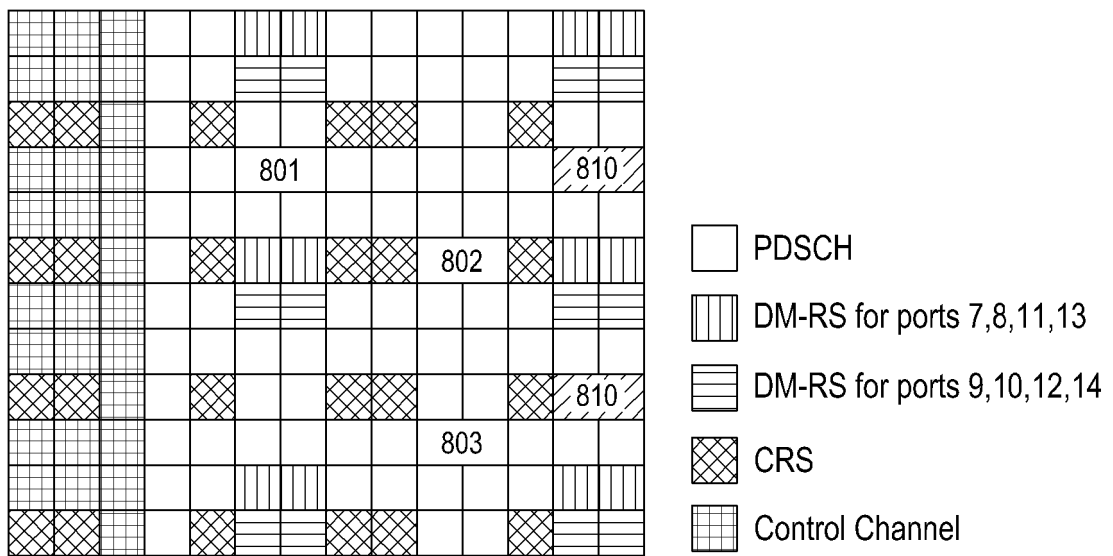 801
810
802
810
803
PDSCH
DM-RS for ports 7,8,11,13
DM-RS for ports 9,10,12,14
CRS
Control Channel